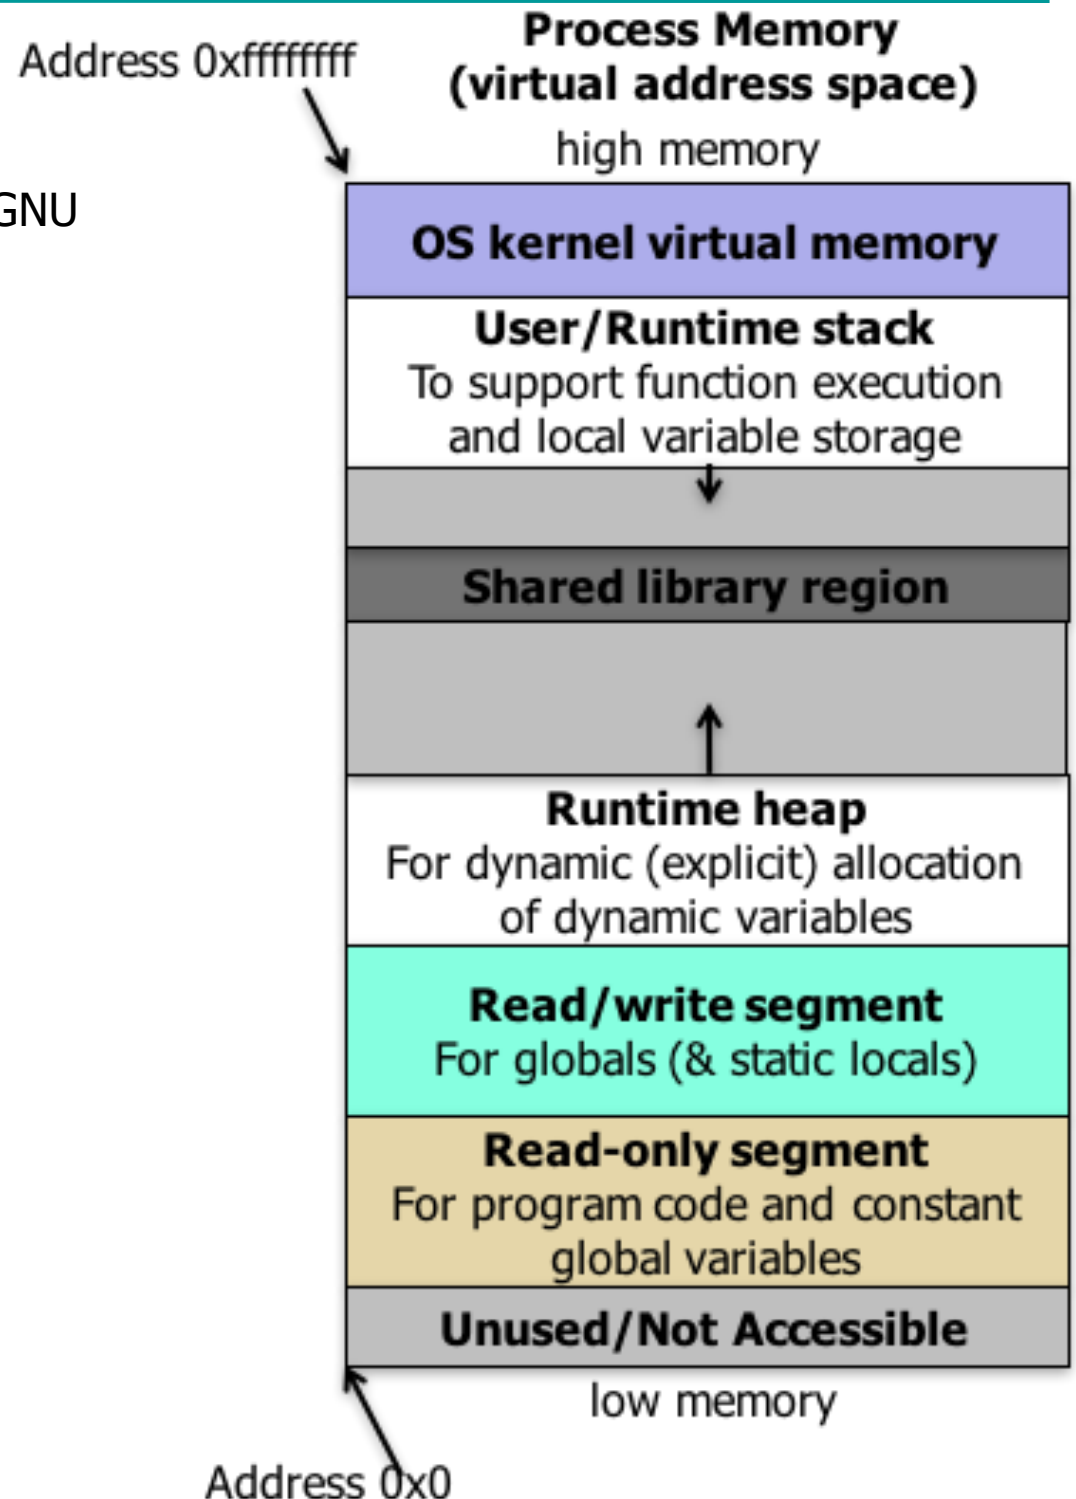 Process Memory
Address 0xffffffff
(virtual address space)
high memory
GNU
OS kernel virtual memory
User/Runtime stack
To support function execution
and local variable storage
Shared library region
Runtime heap
For dynamic (explicit) allocation
of dynamic variables
Read/write segment
For globals (& static locals)
Read-only segment
For program code and constant
global variables
Unused/Not Accessible
low memory
Address 0x0